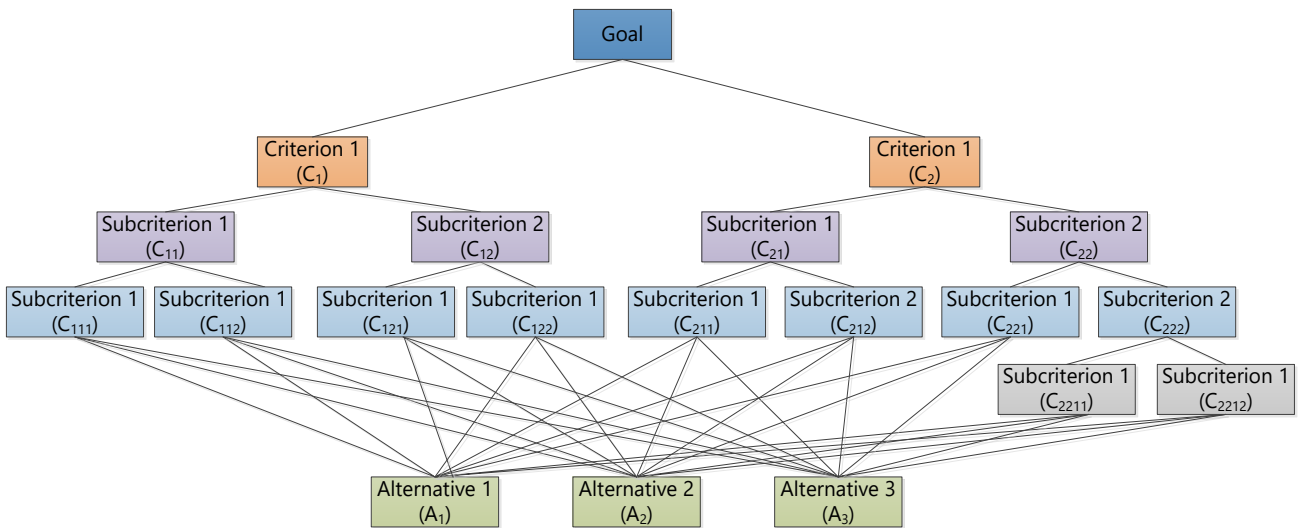 Goal
Criterion 1
(C₁)
Criterion 1
(C₂)
Subcriterion 1
(C₁₁)
Subcriterion 2
(C₁₂)
Subcriterion 1
(C₂₁)
Subcriterion 2
(C₂₂)
Subcriterion 1
(C₁₁₁)
Subcriterion 1
(C₁₁₂)
Subcriterion 1
(C₁₂₁)
Subcriterion 1
(C₁₂₂)
Subcriterion 1
(C₂₁₁)
Subcriterion 2
(C₂₁₂)
Subcriterion 1
(C₂₂₁)
Subcriterion 2
(C₂₂₂)
Subcriterion 1
(C₂₂₁₁)
Subcriterion 1
(C₂₂₁₂)
Alternative 1
(A₁)
Alternative 2
(A₂)
Alternative 3
(A₃)